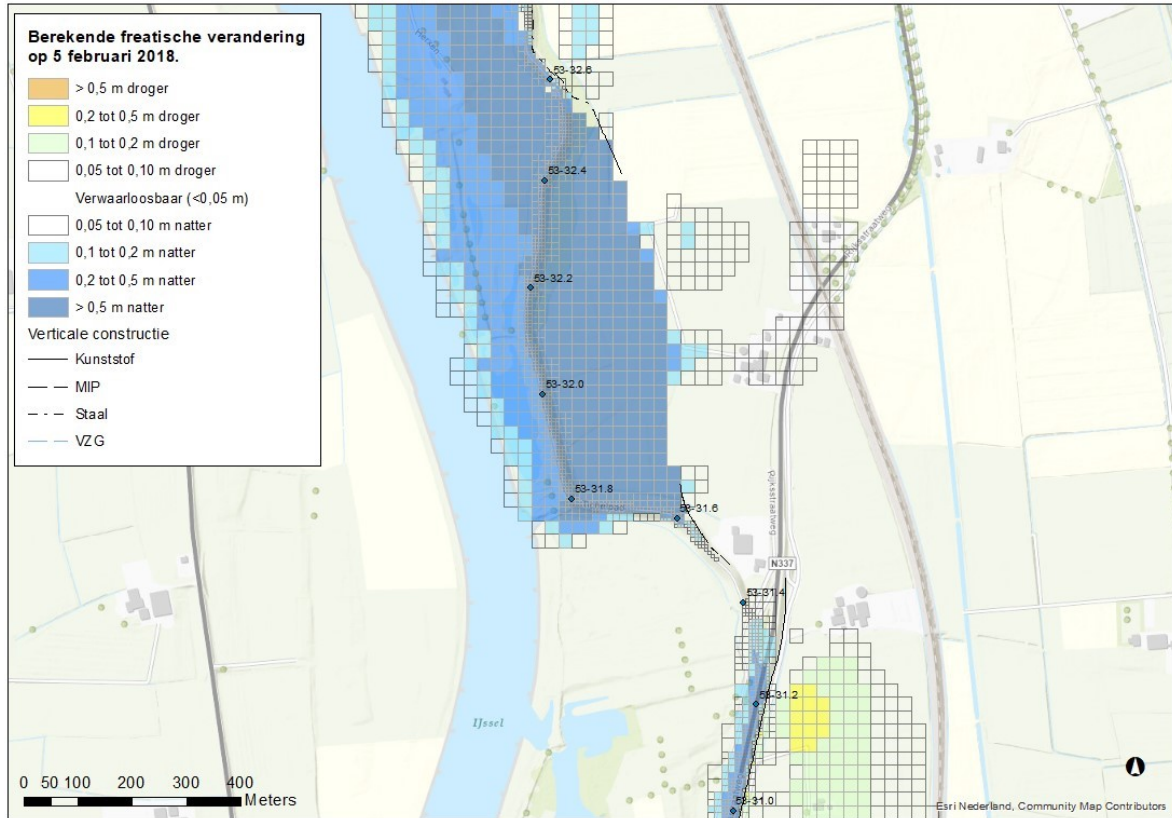 Berekende freatische verandering
op 5 februari 2018.
> 0,5 m droger
0,2 tot 0,5 m droger
0,1 tot 0,2 m droger
0,05 tot 0,10 m droger
Verwaarloosbaar (<0,05 m)
0,05 tot 0,10 m natter
0,1 tot 0,2 m natter
0,2 tot 0,5 m natter
> 0,5 m natter
Verticale constructie
Kunststof
MIP
Staal
VZG
53-32.6
53-32.4
53-32.2
53-32.0
53-31.8
53-31.6
53-31.4
53-31.2
53-31.0
Rijksstraatweg
Rijksstraatweg
N337
IJssel
0 50 100 200 300 400
Meters
Esri Nederland, Community Map Contributors